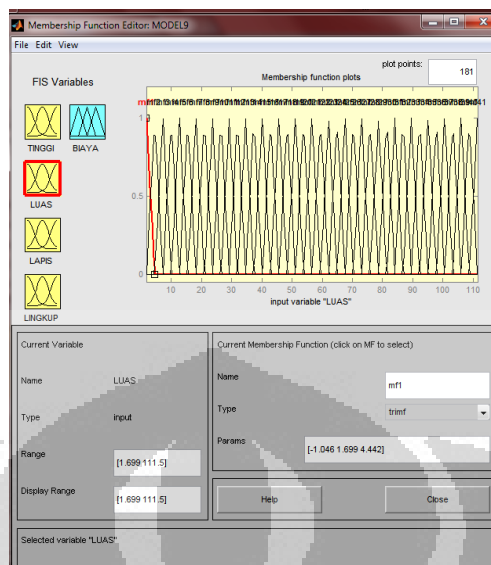 Membership Function Editor: MODEL9
File Edit View
FIS Variables
TINGGI
BIAYA
LUAS
LAPIS
LINGKUP
plot points:
181
Membership function plots
1
0.5
0
10 20 30 40 50 60 70 80 90 100 110
input variable "LUAS"
Current Variable
Name LUAS
Type input
Range [1.699 111.5]
Display Range [1.699 111.5]
Current Membership Function (click on MF to select)
Name mf1
Type trimf
Params [-1.046 1.699 4.442]
Help Close
Selected variable "LUAS"